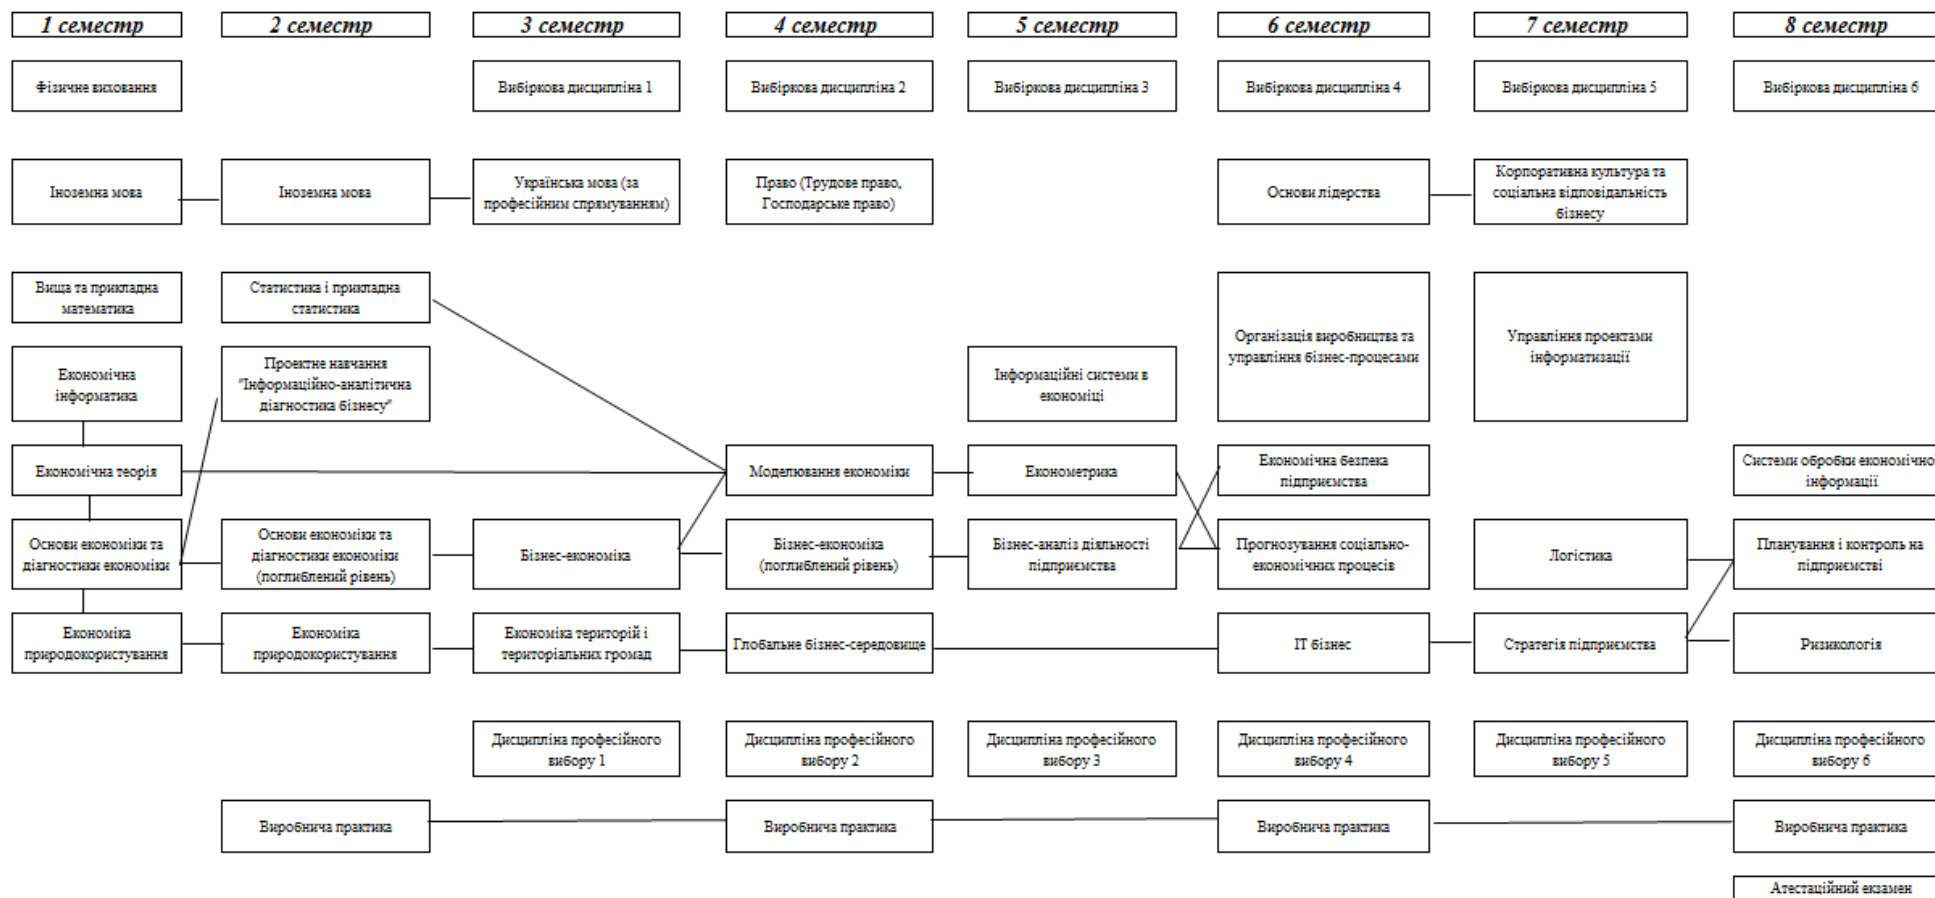 1 семестр
2 семестр
3 семестр
4 семестр
5 семестр
6 семестр
7 семестр
8 семестр
Фізичне виховання
Вибіркова дисципліна 1
Вибіркова дисципліна 2
Вибіркова дисципліна 3
Вибіркова дисципліна 4
Вибіркова дисципліна 5
Вибіркова дисципліна 6
Іноземна мова
Іноземна мова
Українська мова (за
професійним спрямуванням)
Право (Трудове право,
Господарське право)
Основи лідерства
Корпоративна культура та
соціальна відповідальність
бізнесу
Вища та прикладна
математика
Статистика і прикладна
статистика
Організація виробництва та
управління бізнес-процесами
Управління проектами
інформатизації
Економічна
інформатика
Проектне навчання
"Інформаційно-аналітична
діагностика бізнесу"
Інформаційні системи в
економіці
Економічна теорія
Моделювання економіки
Економетрика
Економічна безпека
підприємства
Системи обробки економічної
інформації
Основи економіки та
діагностики економіки
Основи економіки та
діагностики економіки
(поглиблений рівень)
Бізнес-економіка
Бізнес-економіка
(поглиблений рівень)
Бізнес-аналіз діяльності
підприємства
Прогнозування соціально-
економічних процесів
Логістика
Планування і контроль на
підприємстві
Економіка
природокористування
Економіка
природокористування
Економіка територій і
територіальних громад
Глобальне бізнес-середовище
ІТ бізнес
Стратегія підприємства
Ризикологія
Дисципліна професійного
вибору 1
Дисципліна професійного
вибору 2
Дисципліна професійного
вибору 3
Дисципліна професійного
вибору 4
Дисципліна професійного
вибору 5
Дисципліна професійного
вибору 6
Виробнича практика
Виробнича практика
Виробнича практика
Виробнича практика
Атестаційний екзамен